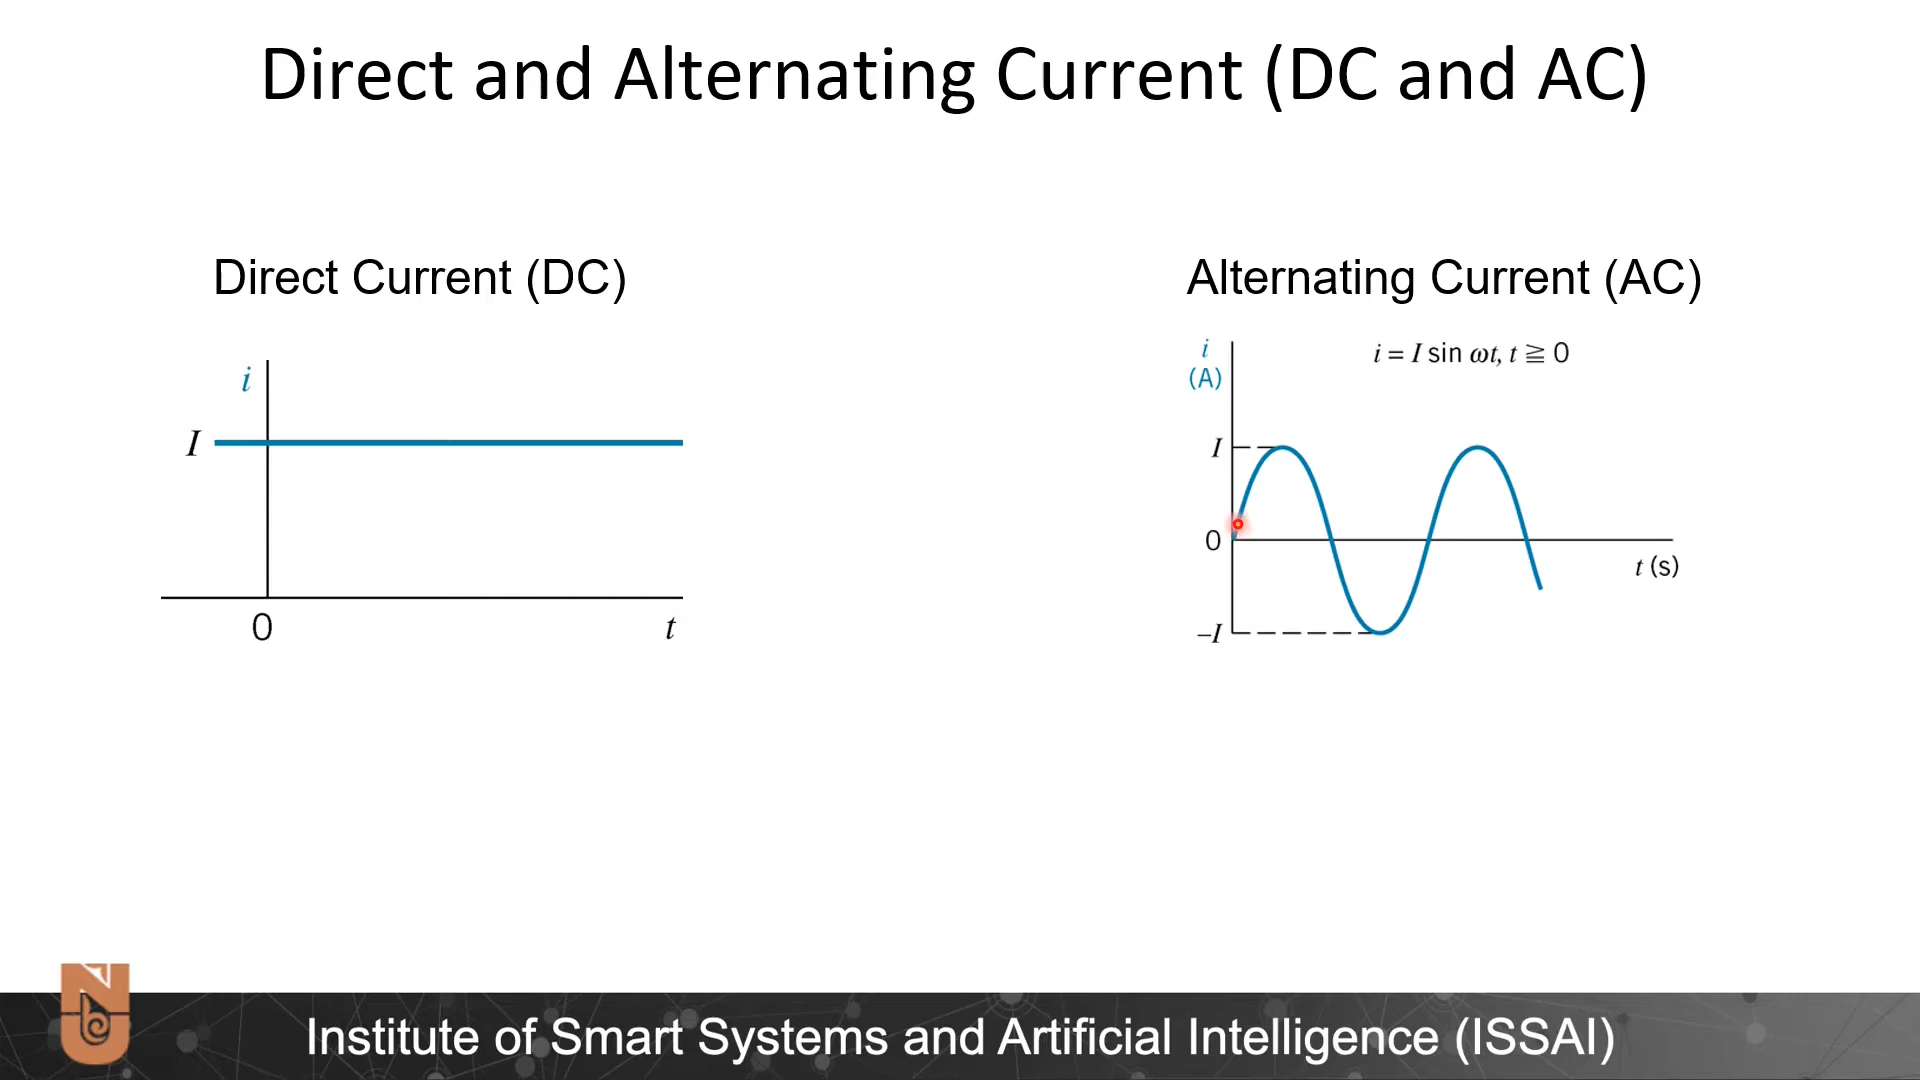 Direct and Alternating Current (DC and AC)
Direct Current (DC)
i
I
0
t
Alternating Current (AC)
i
(A)
i = I sin ωt, t ≧ 0
I
0
t (s)
–I
Institute of Smart Systems and Artificial Intelligence (ISSAI)